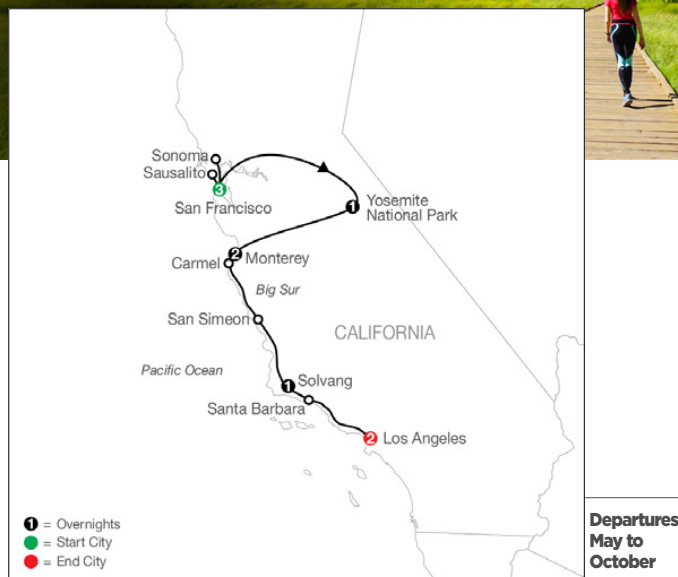 Sonoma
Sausalito
3
San Francisco
1
Yosemite
National Park
2
Monterey
Carmel
Big Sur
San Simeon
CALIFORNIA
Pacific Ocean
1
Solvang
Santa Barbara
2
Los Angeles
1 = Overnights
= Start City
= End City
Departures
May to
October